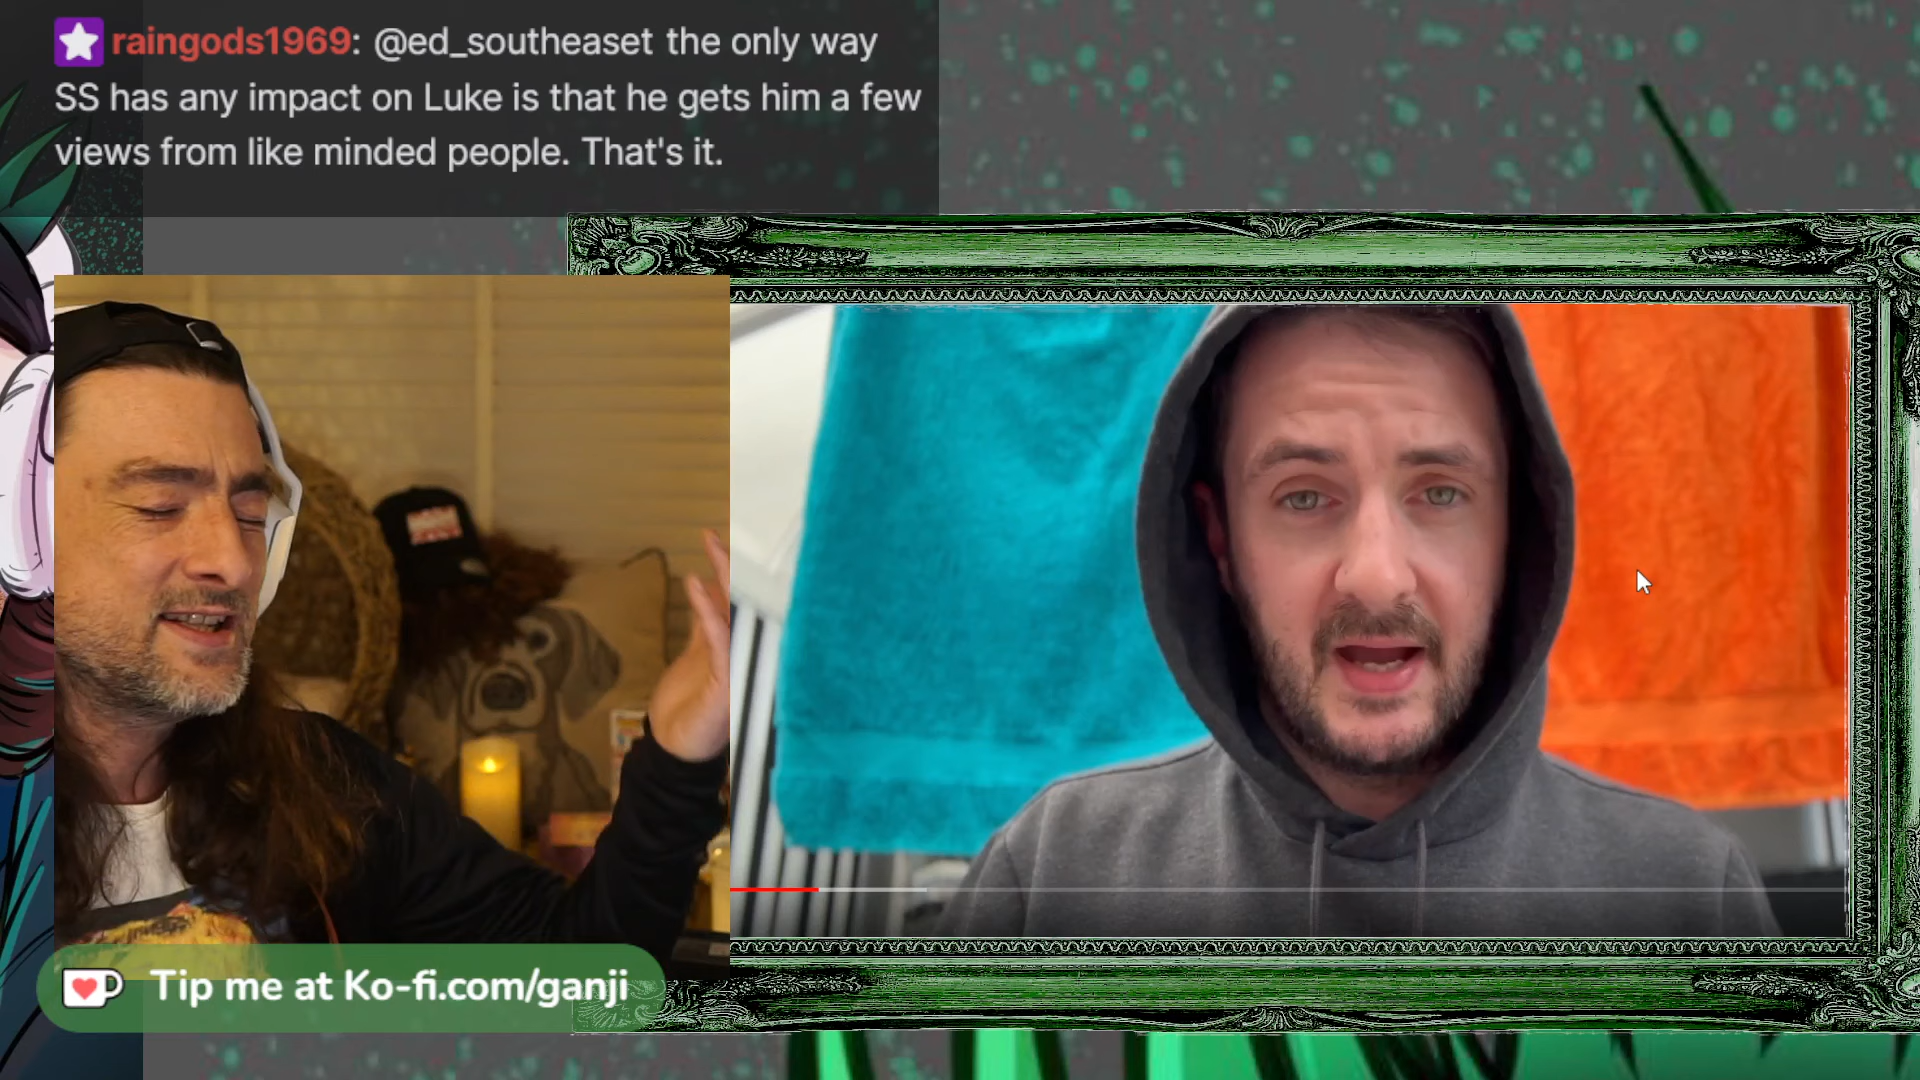 raingods1969: @ed_southeaset the only way
SS has any impact on Luke is that he gets him a few
views from like minded people. That's it.
Tip me at Ko-fi.com/ganji